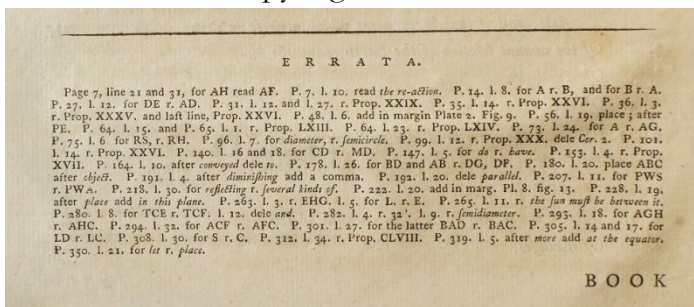 E R R A T A.
Page 7, line 21 and 31, for AH read AF. P. 7. l. 10. read the re-action. P. 14. l. 8. for A r. B, and for B r. A.
P. 27. l. 12. for DE r. AD. P. 31. l. 12. and l. 27. r. Prop. XXIX. P. 35. l. 14. r. Prop. XXVI. P. 36. l. 3.
r. Prop. XXXV. and laſt line, Prop. XXVI. P. 48. l. 6. add in margin Plate 2. Fig. 9. P. 56. l. 19. place ; after
PE. P. 64. l. 15. and P. 65. l. 1. r. Prop. LXIII. P. 64. l. 23. r. Prop. LXIV. P. 73. l. 24. for A r. AG.
P. 75. l. 6 for RS, r. RH. P. 96. l. 7. for diameter, r. ſemicircle. P. 99. l. 12. r. Prop. XXX. dele Cor. 2. P. 101.
l. 14. r. Prop. XXVI. P. 140. l. 16 and 18. for CD r. MD. P. 147. l. 5. for do r. have. P. 153. l. 4. r. Prop.
XVII. P. 164. l. 10. after conveyed dele to. P. 178. l. 26. for BD and AB r. DG, DF. P. 180. l. 20. place ABC
after object. P. 191. l. 4. after diminiſhing add a comma. P. 192. l. 20. dele parallel. P. 207. l. 11. for PWS
r. PWA. P. 218. l. 30. for reflecting r. ſeveral kinds of. P. 222. l. 20. add in marg. Pl. 8. fig. 13. P. 228. l. 19.
after place add in this plane. P. 263. l. 3. r. EHG, l. 5. for L. r. E. P. 265. l. 11. r. the ſun muſt be between it.
P. 280. l. 8. for TCE r. TCF. l. 12. dele and. P. 282. l. 4. r. 32'. l. 9. r. ſemidiameter. P. 293. l. 18. for AGH
r. AHC. P. 294. l. 32. for ACF r. AFC. P. 301. l. 27. for the latter BAD r. BAC. P. 305. l. 14 and 17. for
LD r. LC. P. 308. l. 30. for S r. C. P. 312. l. 34. r. Prop. CLVIII. P. 319. l. 5. after more add at the equator.
P. 350. l. 21. for let r. place.
B O O K